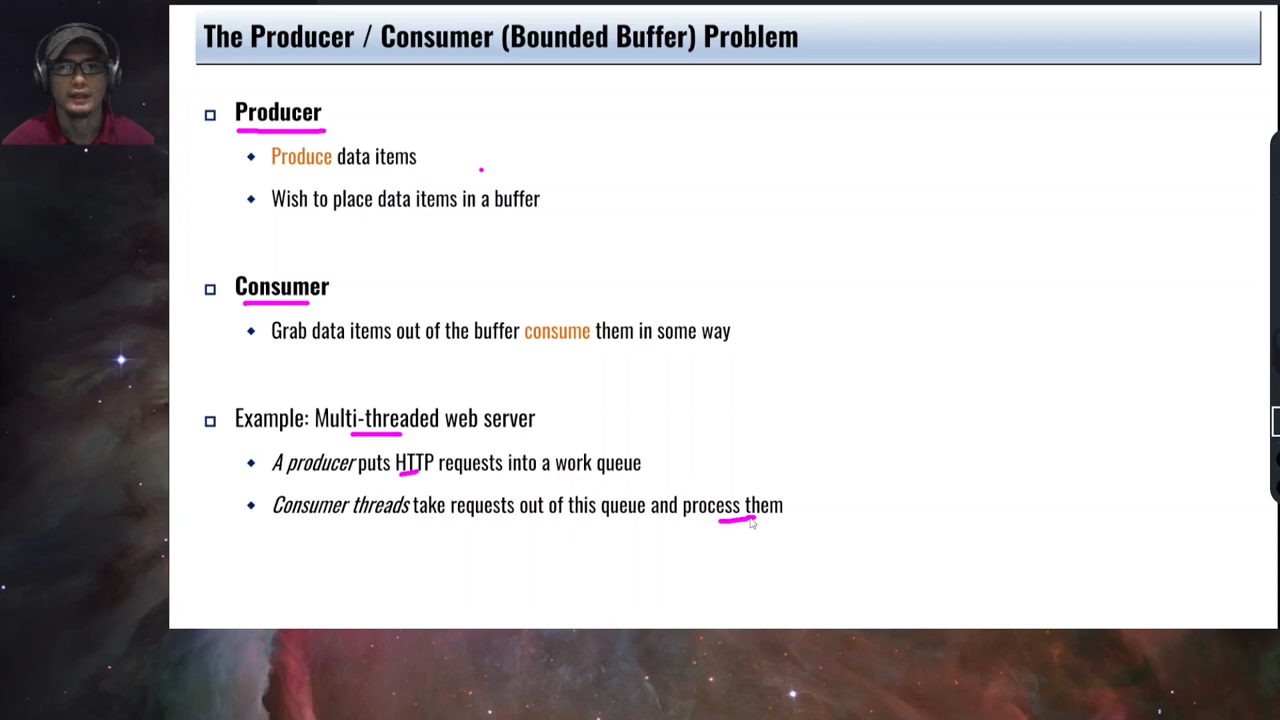 The Producer / Consumer (Bounded Buffer) Problem
Producer
Produce data items
Wish to place data items in a buffer
Consumer
Grab data items out of the buffer consume them in some way
Example: Multi-threaded web server
A producer puts HTTP requests into a work queue
Consumer threads take requests out of this queue and process them